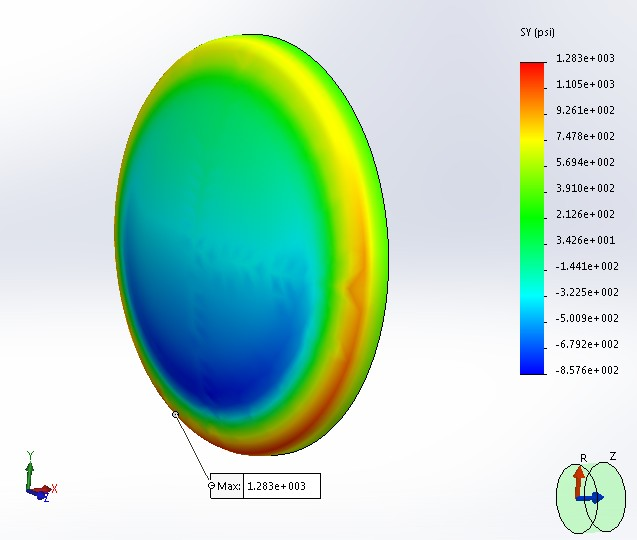 SY (psi)
1.283e+003
1.105e+003
9.261e+002
7.478e+002
5.694e+002
3.910e+002
2.126e+002
3.426e+001
-1.441e+002
-3.225e+002
-5.009e+002
-6.792e+002
-8.576e+002
Max: 1.283e+003
Y
X
Z
R
Z